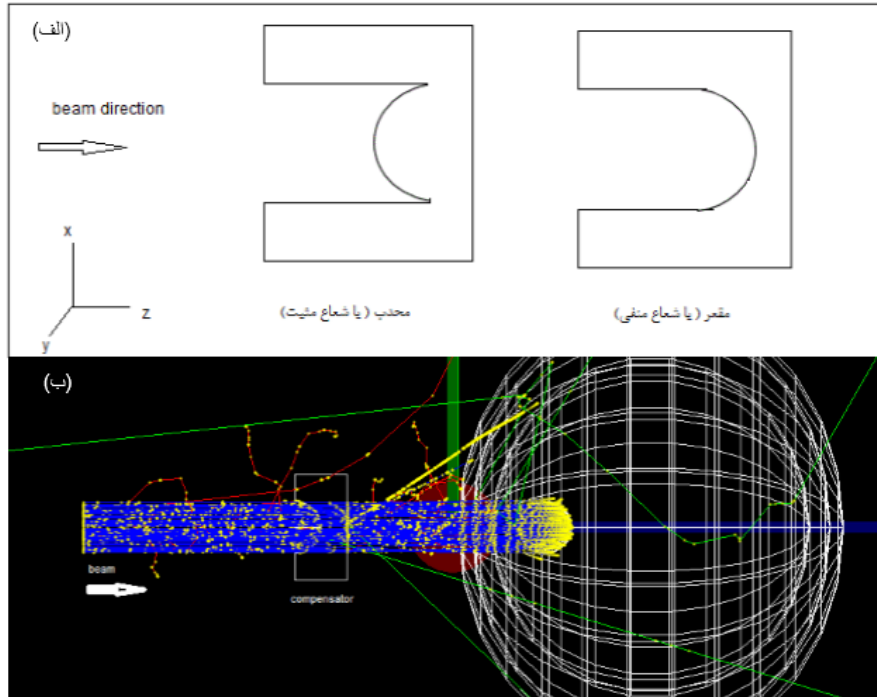 (الف)
beam direction
x
z
y
محدب ( یا شعاع مثبت)
مقعر ( یا شعاع منفی)
(ب)
beam
compensator